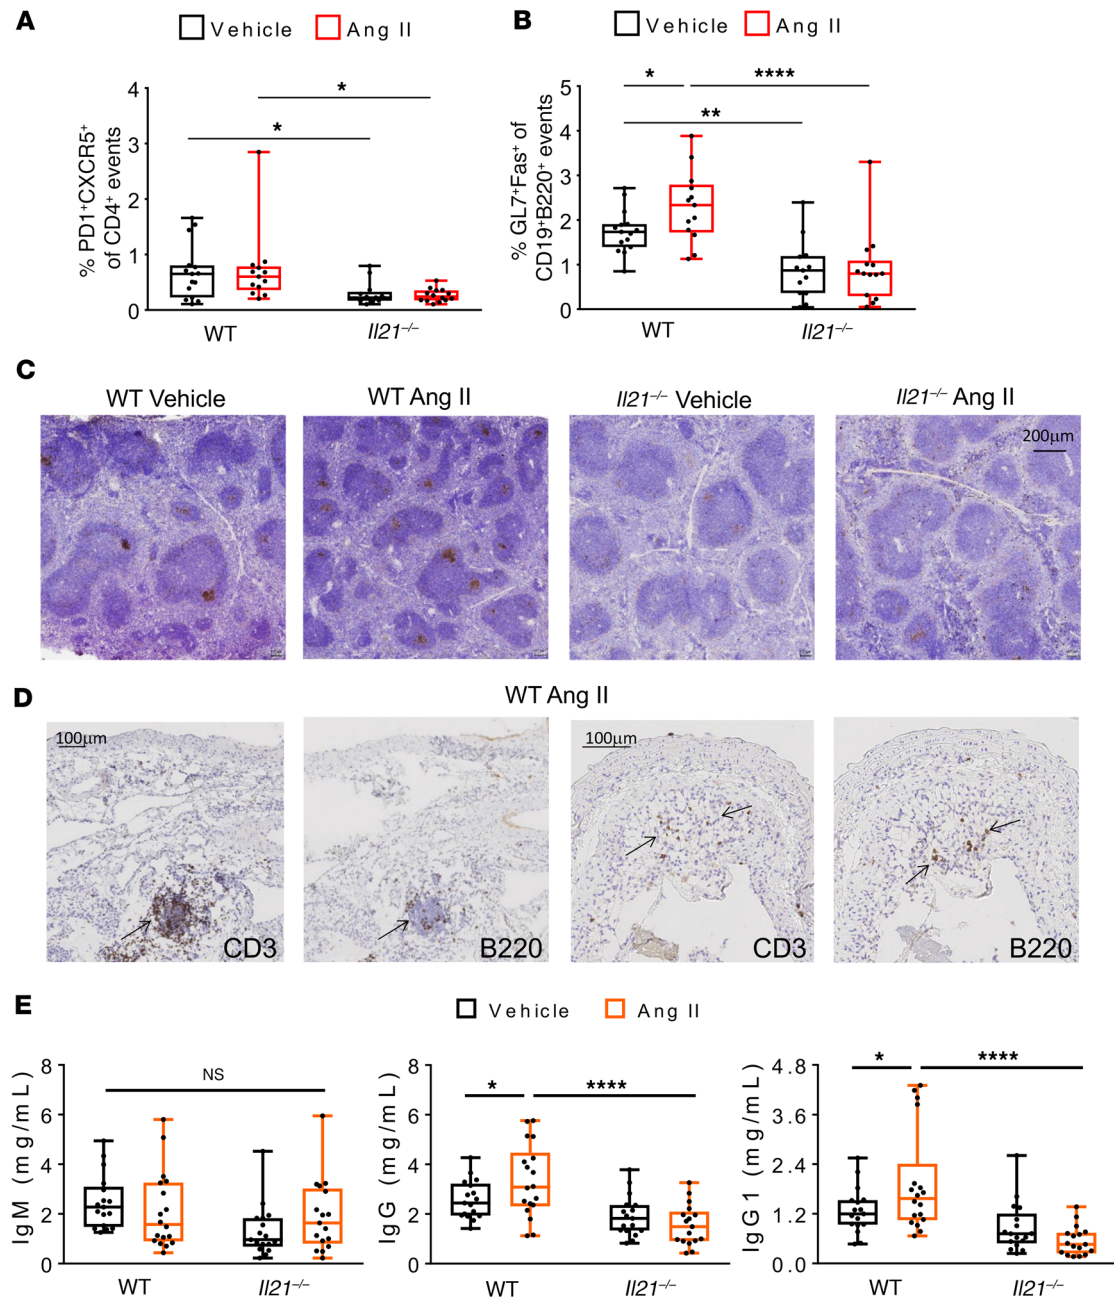 A
Vehicle Ang II
% PD1⁺CXCR5⁺
of CD4⁺ events
4
3
2
1
0
*
*
WT Il21⁻/⁻
B
Vehicle Ang II
% GL7⁺Fas⁺ of
CD19⁺B220⁺ events
5
4
3
2
1
0
* ****
**
WT Il21⁻/⁻
C
WT Vehicle
WT Ang II
Il21⁻/⁻ Vehicle
Il21⁻/⁻ Ang II
200μm
D
WT Ang II
100μm
CD3
B220
100μm
CD3
B220
E
Vehicle Ang II
IgM (mg/mL)
8
6
4
2
0
NS
WT Il21⁻/⁻
IgG (mg/mL)
8
6
4
2
0
* ****
WT Il21⁻/⁻
IgG1 (mg/mL)
4.8
3.6
2.4
1.2
0.0
* ****
WT Il21⁻/⁻